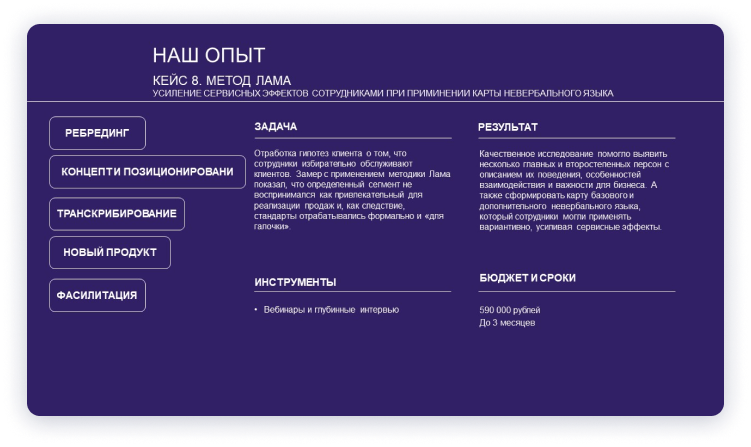 НАШ ОПЫТ
КЕЙС 8. МЕТОД ЛАМА
УСИЛЕНИЕ СЕРВИСНЫХ ЭФФЕКТОВ СОТРУДНИКАМИ ПРИ ПРИМИНЕНИИ КАРТЫ НЕВЕРБАЛЬНОГО ЯЗЫКА
РЕБРЕДИНГ
КОНЦЕПТ И ПОЗИЦИОНИРОВАНИ
ТРАНСКРИБИРОВАНИЕ
НОВЫЙ ПРОДУКТ
ФАСИЛИТАЦИЯ
ЗАДАЧА
Отработка гипотез клиента о том, что
сотрудники избирательно обслуживают
клиентов. Замер с применением методики Лама
показал, что определенный сегмент не
воспринимался как привлекательный для
реализации продаж и, как следствие,
стандарты отрабатывались формально и «для
галочки».
РЕЗУЛЬТАТ
Качественное исследование помогло выявить
несколько главных и второстепенных персон с
описанием их поведения, особенностей
взаимодействия и важности для бизнеса. А
также сформировать карту базового и
дополнительного невербального языка,
который сотрудники могли применять
вариантивно, усиливая сервисные эффекты.
ИНСТРУМЕНТЫ
• Вебинары и глубинные интервью
БЮДЖЕТ И СРОКИ
590 000 рублей
До 3 месяцев